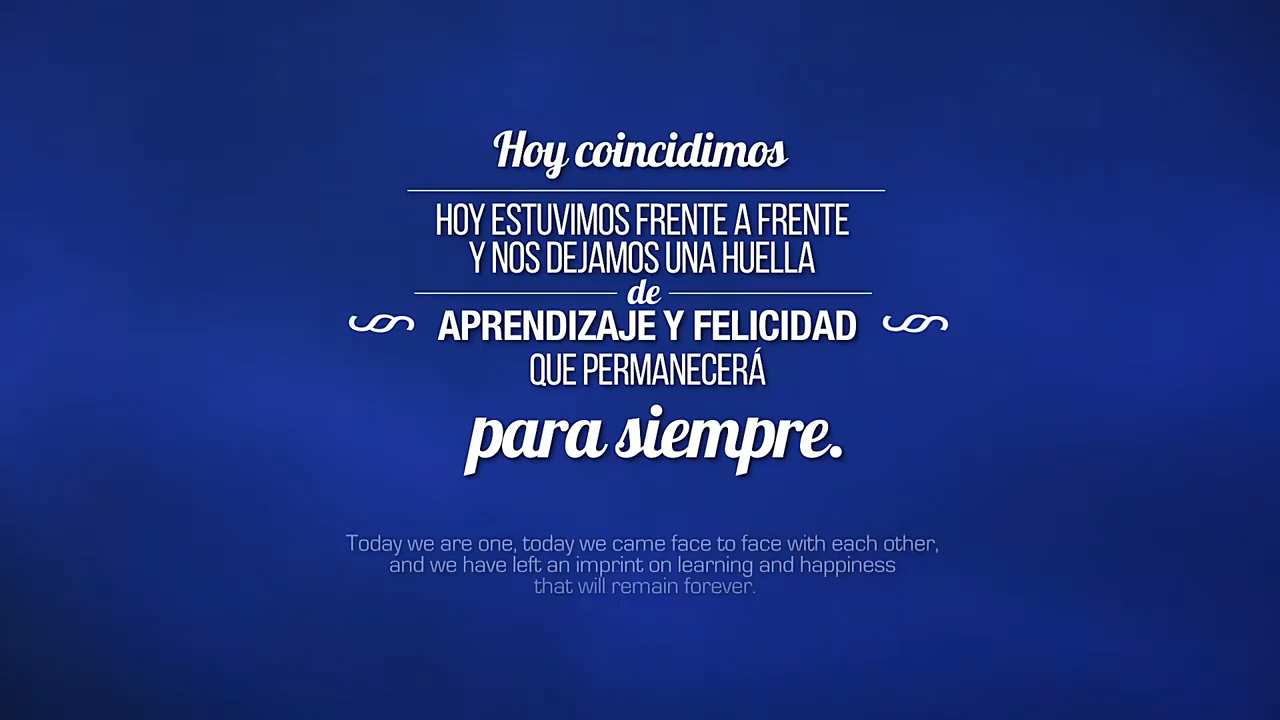 Hoy coincidimos
HOY ESTUVIMOS FRENTE A FRENTE
Y NOS DEJAMOS UNA HUELLA
de
APRENDIZAJE Y FELICIDAD
QUE PERMANECERÁ
para siempre.
Today we are one, today we came face to face with each other,
and we have left an imprint on learning and happiness
that will remain forever.